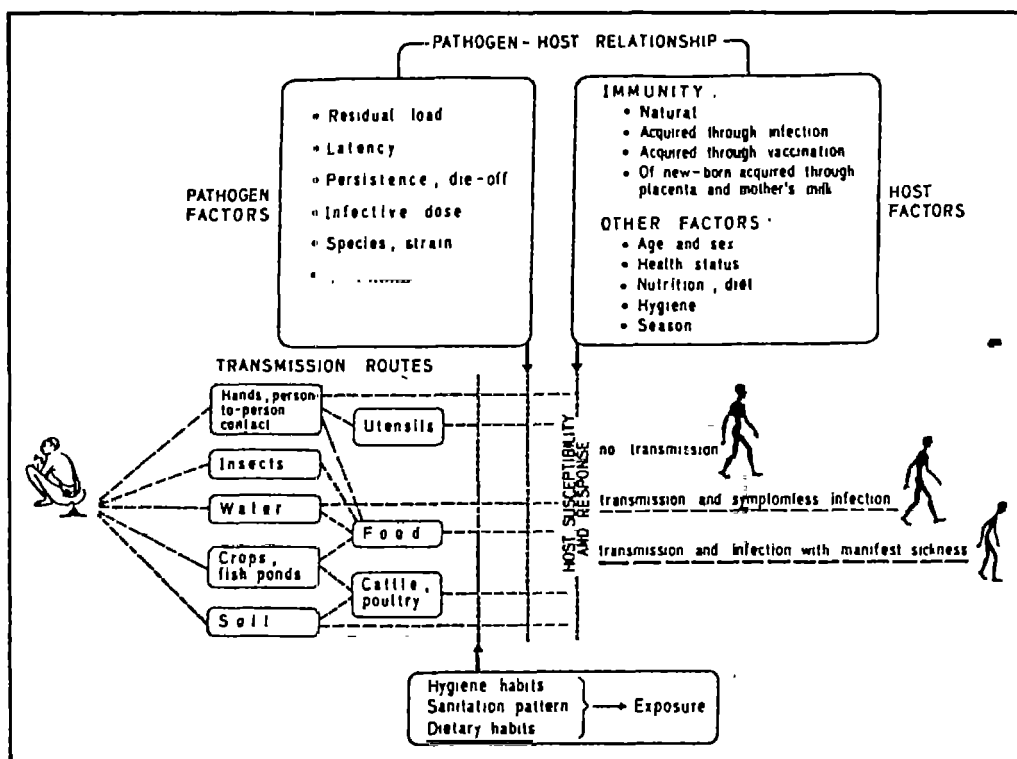 PATHOGEN-HOST RELATIONSHIP
PATHOGEN
FACTORS
• Residual load
• Latency
• Persistence, die-off
• Infective dose
• Species, strain
IMMUNITY
• Natural
• Acquired through infection
• Acquired through vaccination
• Of new-born acquired through
placenta and mother's milk
OTHER FACTORS
• Age and sex
• Health status
• Nutrition, diet
• Hygiene
• Season
HOST
FACTORS
TRANSMISSION ROUTES
Hands, person-
to-person
contact
Utensils
Insects
Water
Food
Crops,
fish ponds
Cattle,
poultry
Soil
HOST SUSCEPTIBILITY
AND RESPONSE
no transmission
transmission and symptomless infection
transmission and infection with manifest sickness
Hygiene habits
Sanitation pattern
Dietary habits
Exposure